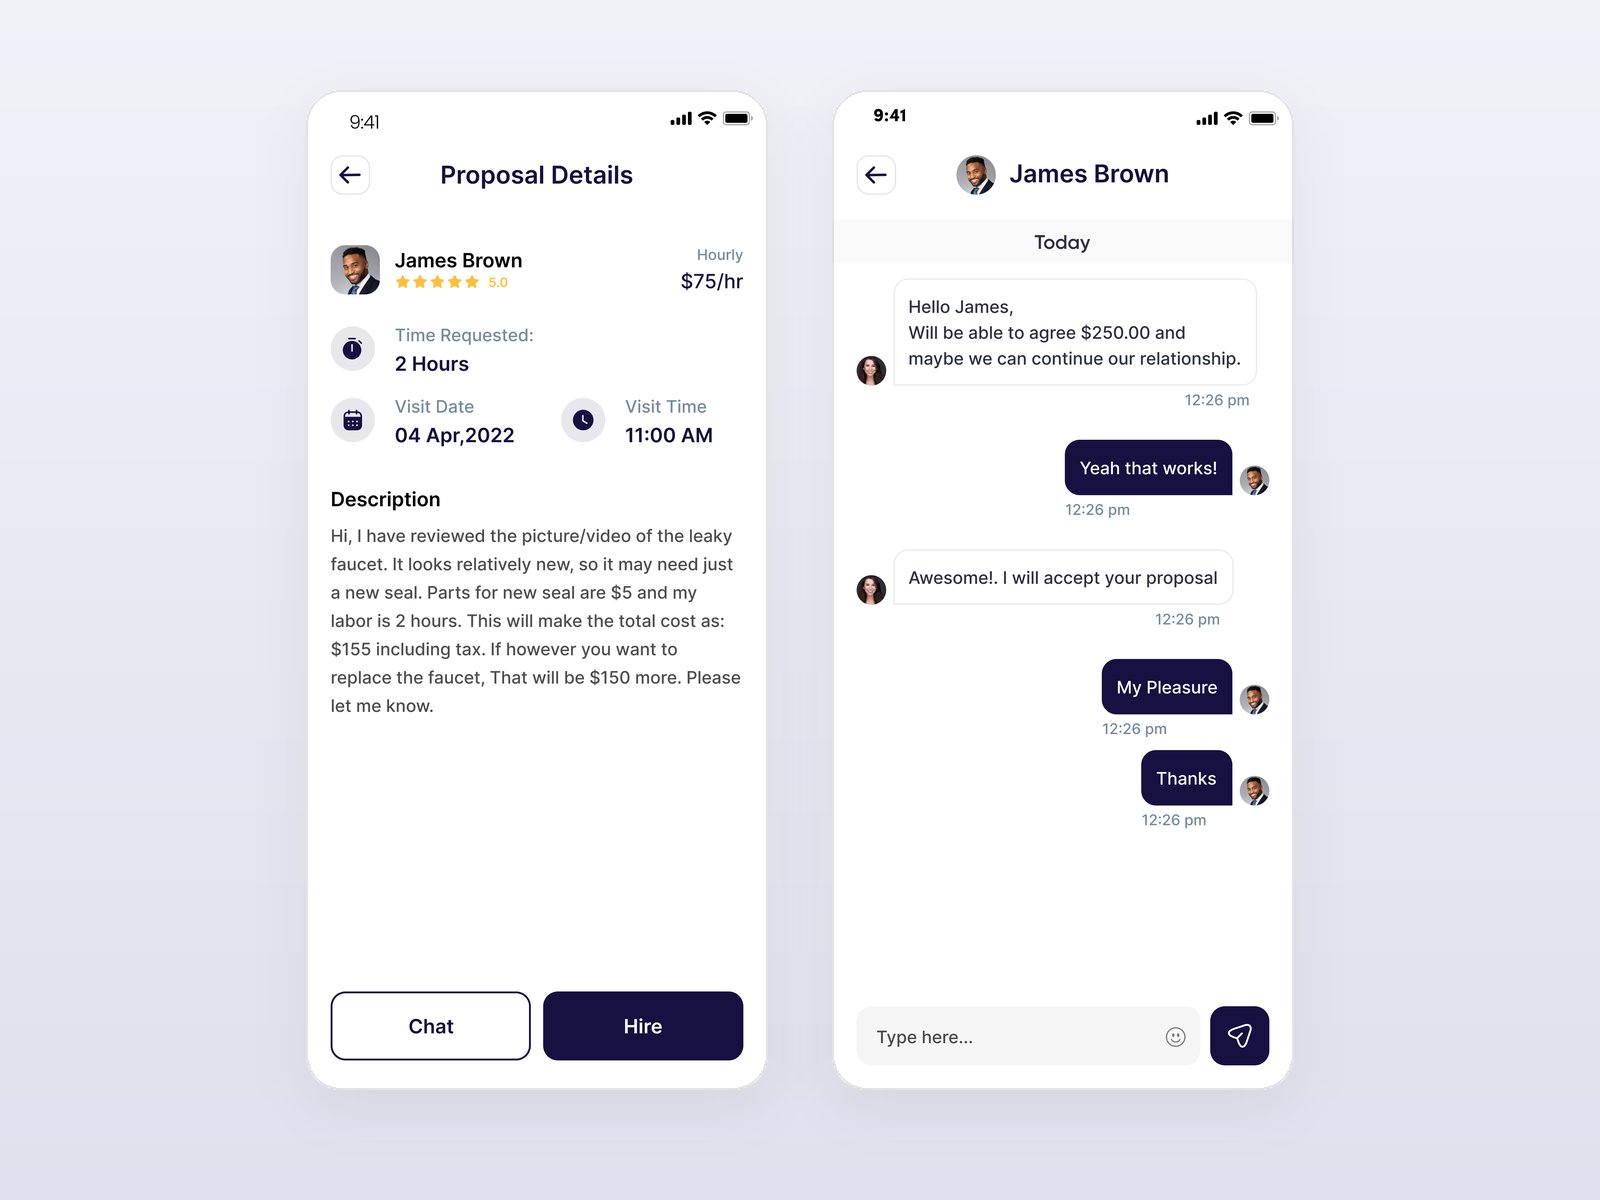 9:41
Proposal Details
James Brown
5.0
Hourly
$75/hr
Time Requested:
2 Hours
Visit Date
04 Apr,2022
Visit Time
11:00 AM
Description
Hi, I have reviewed the picture/video of the leaky
faucet. It looks relatively new, so it may need just
a new seal. Parts for new seal are $5 and my
labor is 2 hours. This will make the total cost as:
$155 including tax. If however you want to
replace the faucet, That will be $150 more. Please
let me know.
Chat
Hire
9:41
James Brown
Today
Hello James,
Will be able to agree $250.00 and
maybe we can continue our relationship.
12:26 pm
Yeah that works!
12:26 pm
Awesome!. I will accept your proposal
12:26 pm
My Pleasure
12:26 pm
Thanks
12:26 pm
Type here...